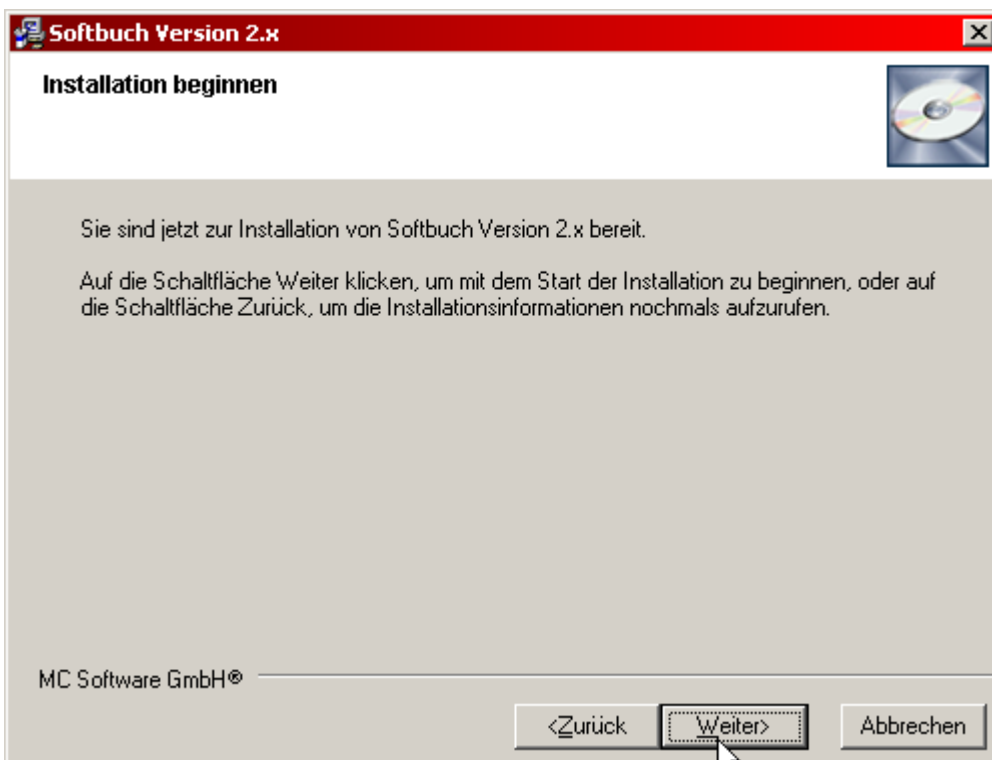 Softbuch Version 2.x
Installation beginnen
Sie sind jetzt zur Installation von Softbuch Version 2.x bereit.
Auf die Schaltfläche Weiter klicken, um mit dem Start der Installation zu beginnen, oder auf
die Schaltfläche Zurück, um die Installationsinformationen nochmals aufzurufen.
MC Software GmbH®
<Zurück
Weiter>
Abbrechen